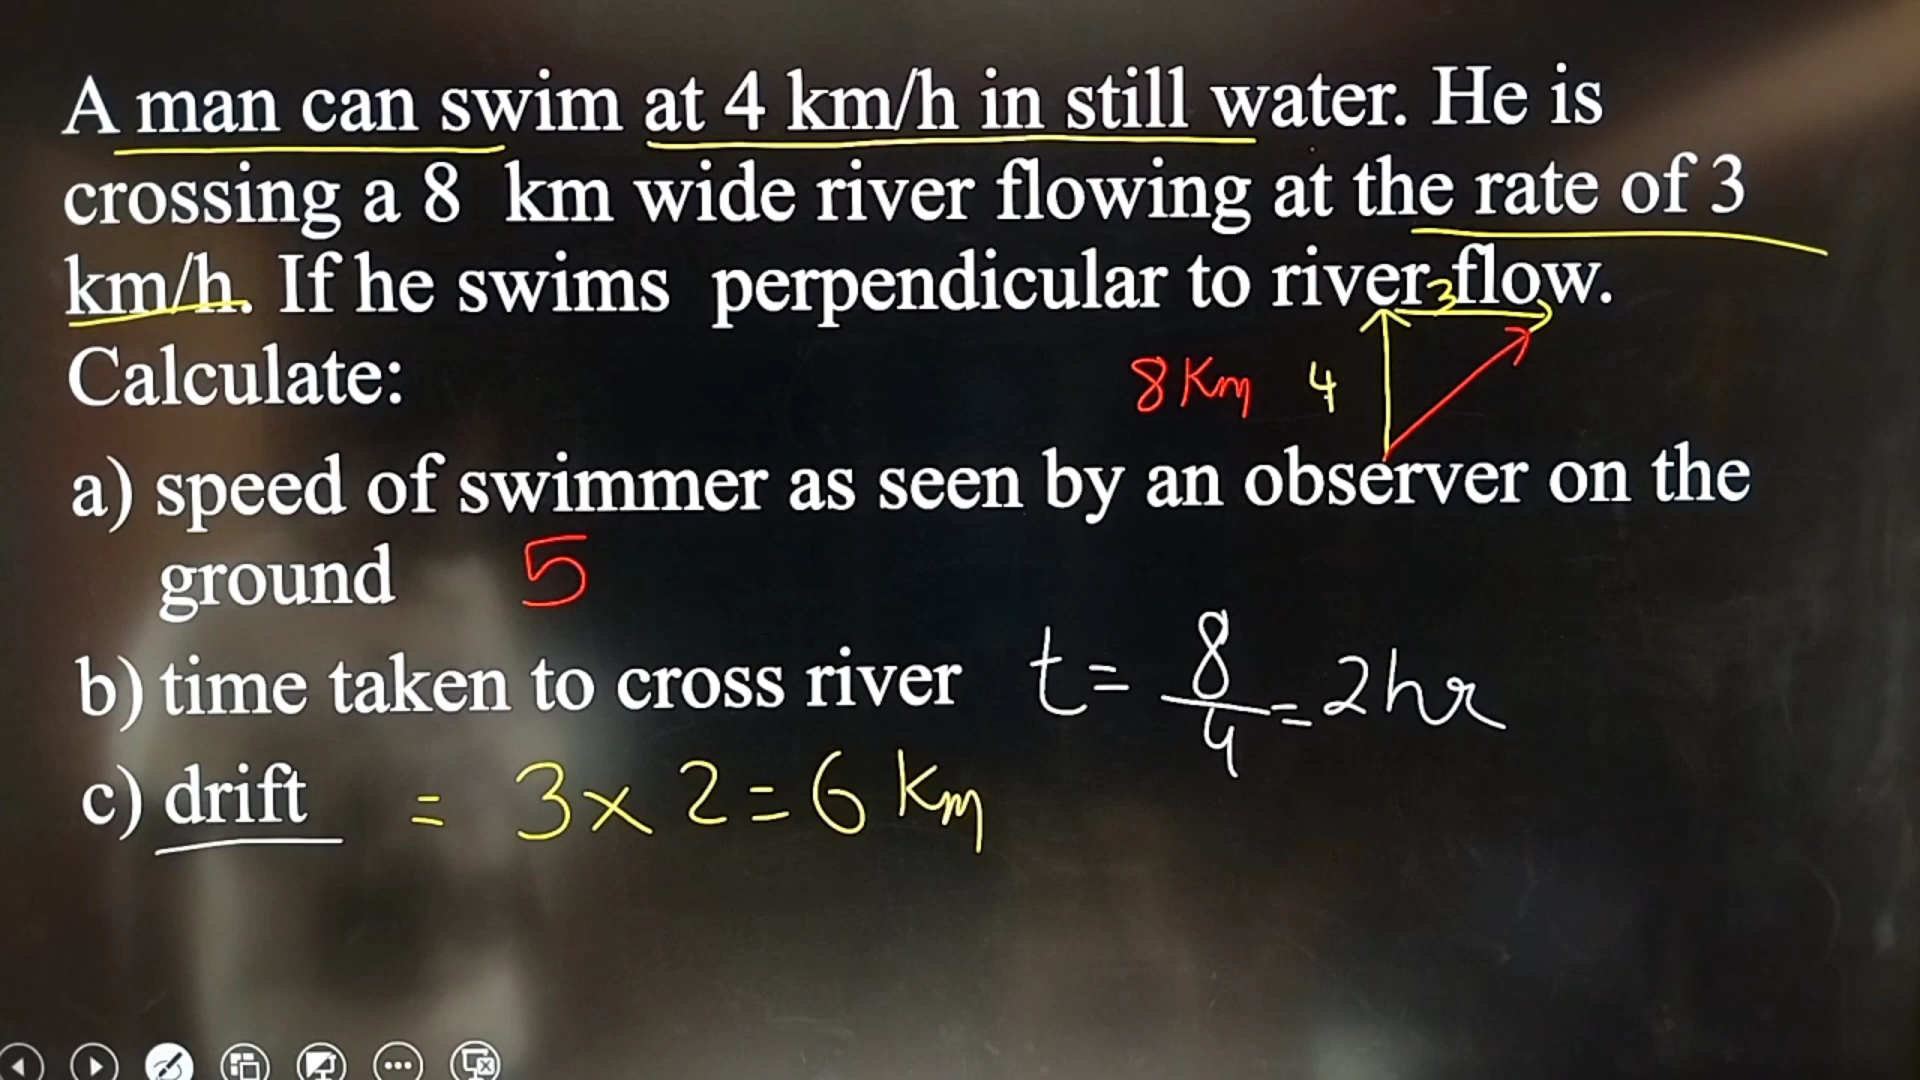 A man can swim at 4 km/h in still water. He is
crossing a 8 km wide river flowing at the rate of 3
km/h. If he swims perpendicular to river flow.
3
Calculate:
8 Km 4
a) speed of swimmer as seen by an observer on the
ground 5
b) time taken to cross river t = 8/4 = 2hr
c) drift = 3 x 2 = 6 Km